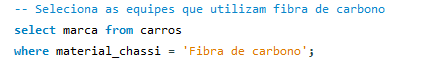 -- Seleciona as equipes que utilizam fibra de carbono
select marca from carros
where material_chassi = 'Fibra de carbono';